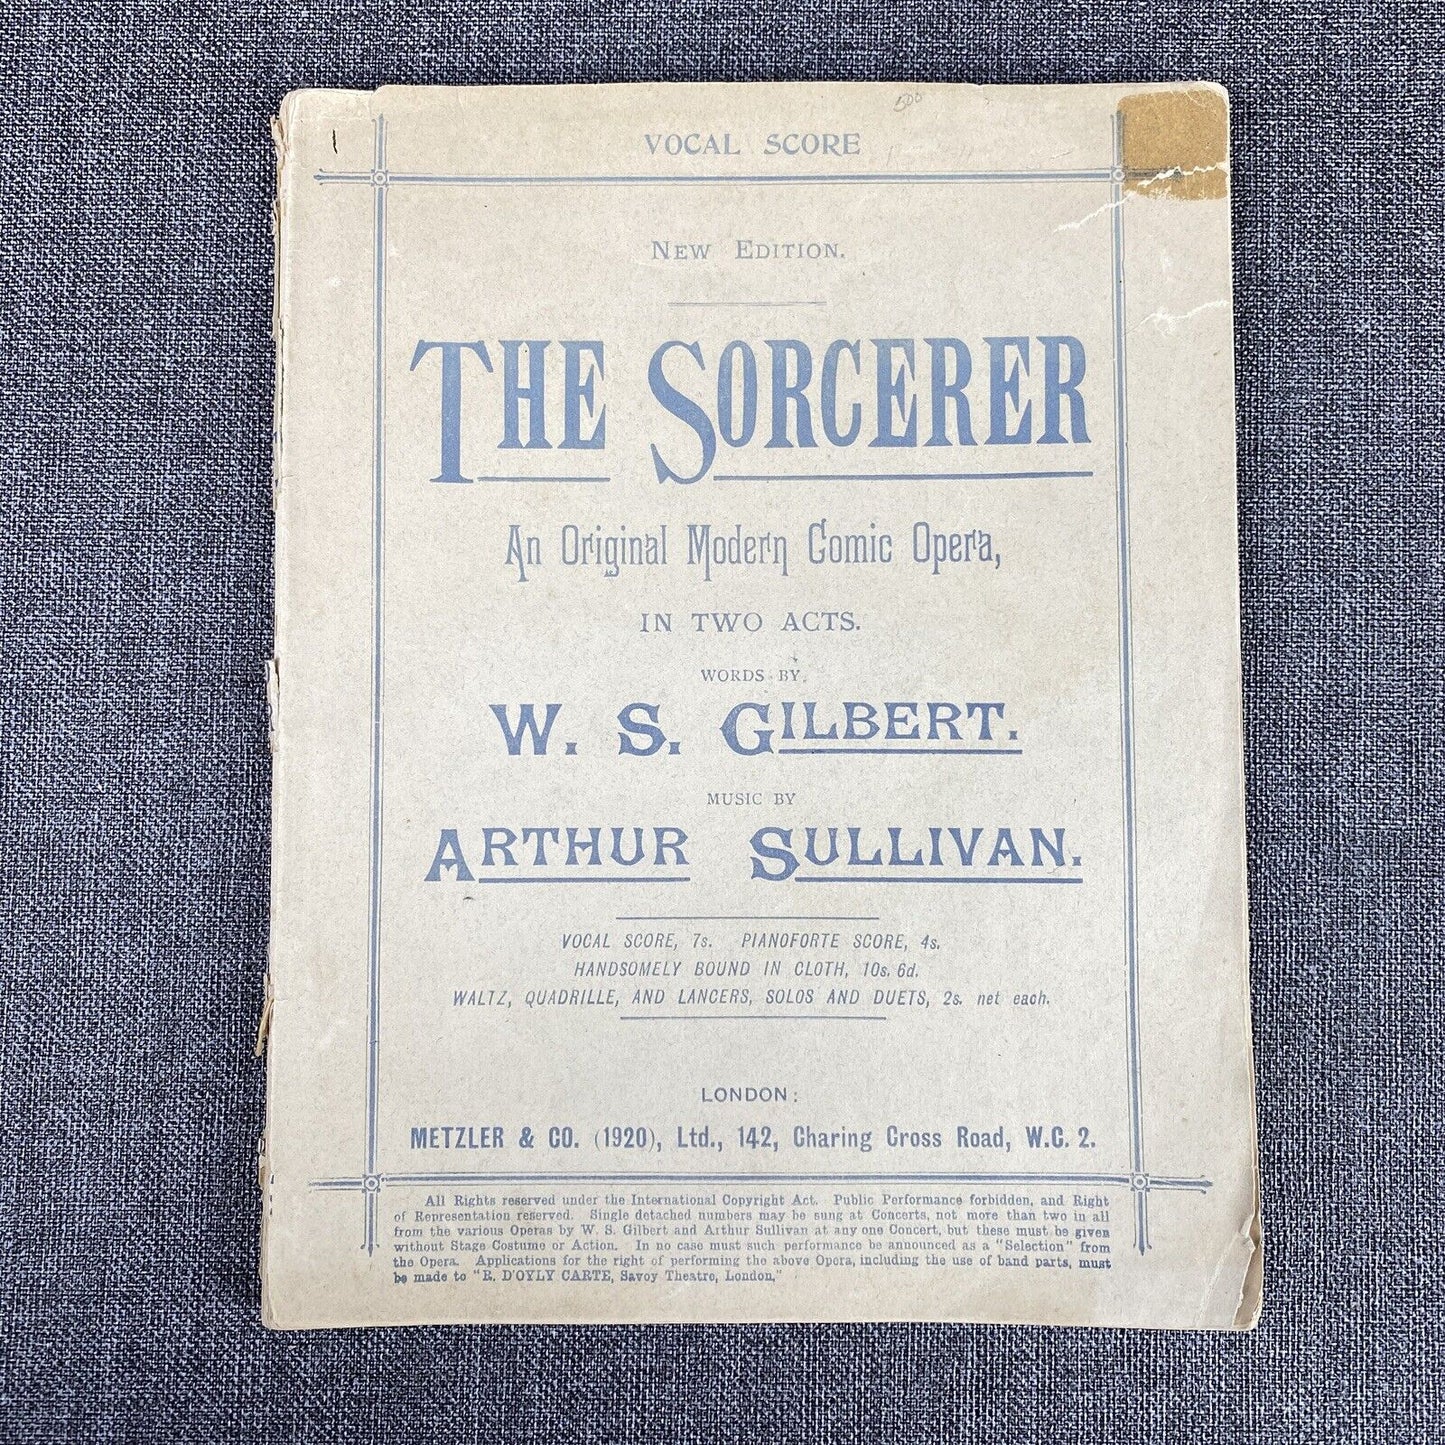 500
VOCAL SCORE
NEW EDITION.
THE SORCERER
An Original Modern Comic Opera,
IN TWO ACTS.
WORDS BY
W. S. GILBERT.
MUSIC BY
ARTHUR SULLIVAN.
VOCAL SCORE, 7s. PIANOFORTE SCORE, 4s.
HANDSOMELY BOUND IN CLOTH, 10s. 6d.
WALTZ, QUADRILLE, AND LANCERS, SOLOS AND DUETS, 2s. net each.
LONDON:
METZLER & CO. (1920), Ltd., 142, Charing Cross Road, W.C. 2.
All Rights reserved under the International Copyright Act. Public Performance forbidden, and Right
of Representation reserved. Single detached numbers may be sung at Concerts, not more than two in all
from the various Operas by W. S. Gilbert and Arthur Sullivan at any one Concert, but these must be given
without Stage Costume or Action. In no case must such performance be announced as a "Selection" from
the Opera. Applications for the right of performing the above Opera, including the use of band parts, must
be made to "R. D'OYLY CARTE, Savoy Theatre, London."